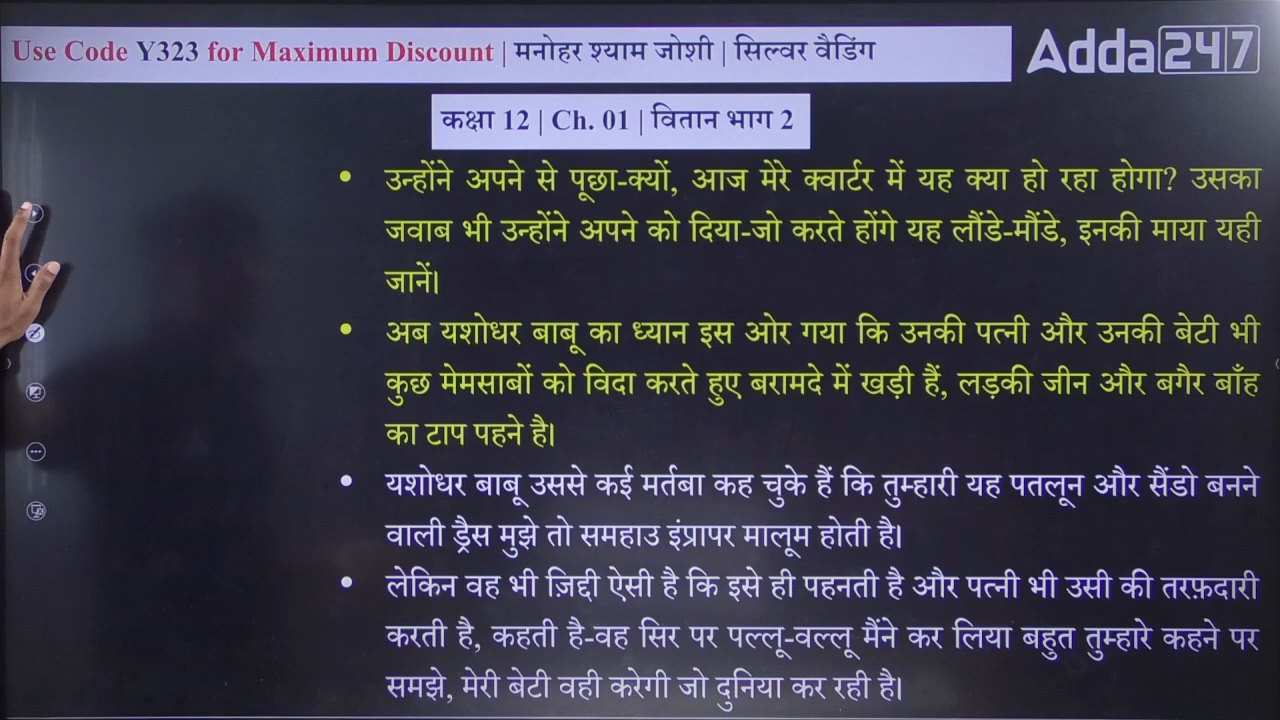 Use Code Y323 for Maximum Discount | मनोहर श्याम जोशी | सिल्वर वैडिंग
Adda247
कक्षा 12 | Ch. 01 | वितान भाग 2
• उन्होंने अपने से पूछा-क्यों, आज मेरे क्वार्टर में यह क्या हो रहा होगा? उसका
जवाब भी उन्होंने अपने को दिया-जो करते होंगे यह लौंडे-मौंडे, इनकी माया यही
जानें।
• अब यशोधर बाबू का ध्यान इस ओर गया कि उनकी पत्नी और उनकी बेटी भी
कुछ मेमसाबों को विदा करते हुए बरामदे में खड़ी हैं, लड़की जीन और बगैर बाँह
का टाप पहने है।
• यशोधर बाबू उससे कई मर्तबा कह चुके हैं कि तुम्हारी यह पतलून और सैंडो बनने
वाली ड्रैस मुझे तो समहाउ इंप्रापर मालूम होती है।
• लेकिन वह भी ज़िद्दी ऐसी है कि इसे ही पहनती है और पत्नी भी उसी की तरफ़दारी
करती है, कहती है-वह सिर पर पल्लू-वल्लू मैंने कर लिया बहुत तुम्हारे कहने पर
समझे, मेरी बेटी वही करेगी जो दुनिया कर रही है।